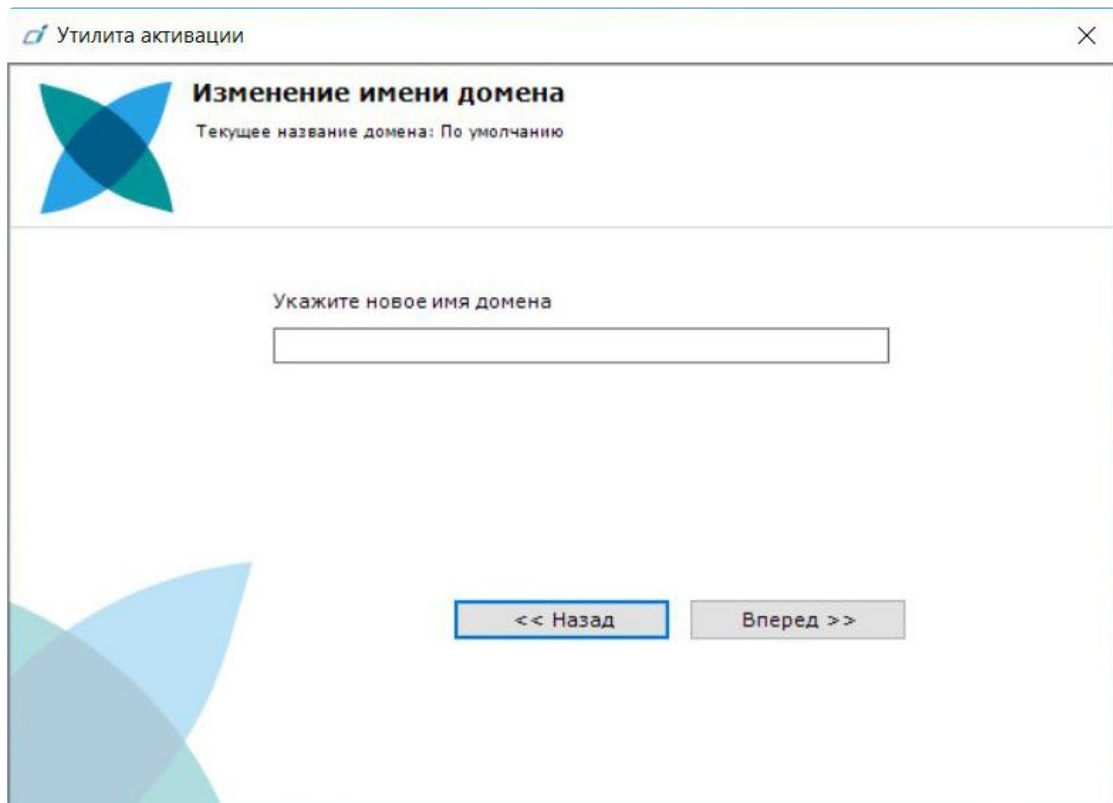 Утилита активации
Изменение имени домена
Текущее название домена: По умолчанию
Укажите новое имя домена
<< Назад
Вперед >>